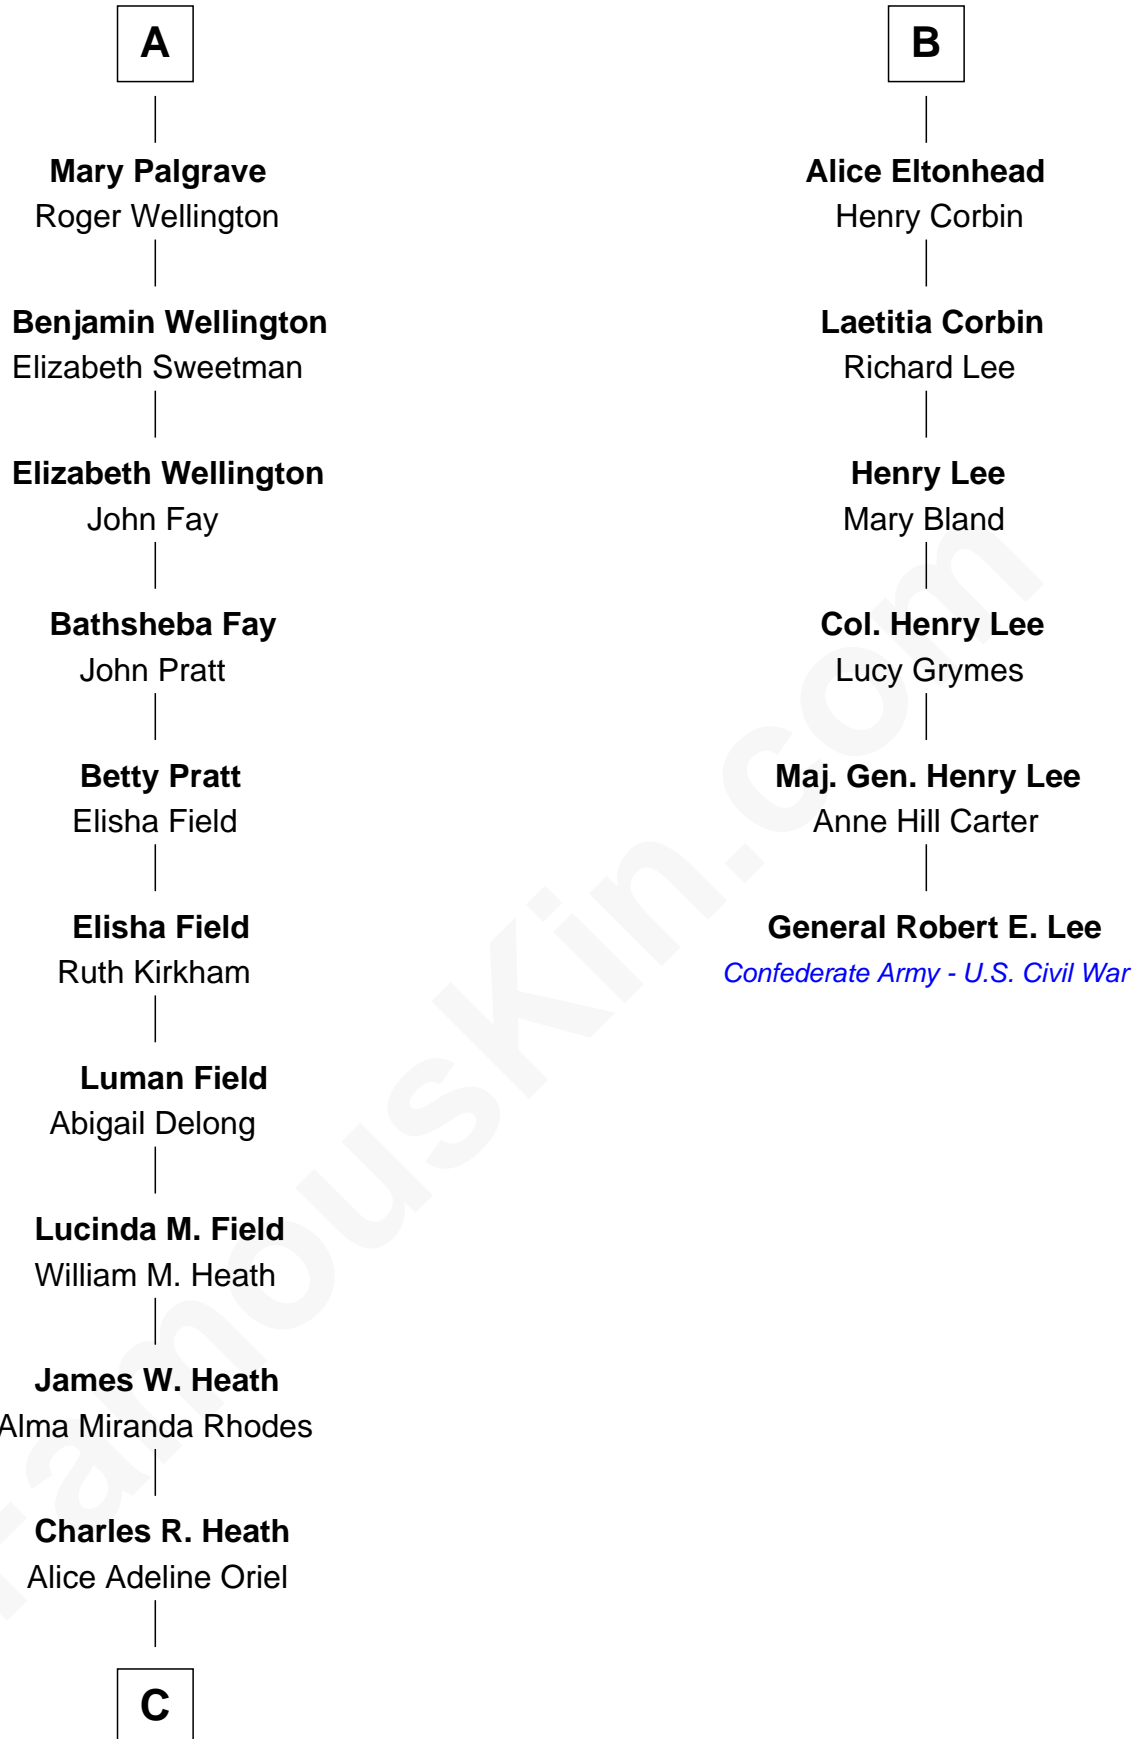 A
Mary Palgrave
Roger Wellington
Benjamin Wellington
Elizabeth Sweetman
Elizabeth Wellington
John Fay
Bathsheba Fay
John Pratt
Betty Pratt
Elisha Field
Elisha Field
Ruth Kirkham
Luman Field
Abigail Delong
Lucinda M. Field
William M. Heath
James W. Heath
Alma Miranda Rhodes
Charles R. Heath
Alice Adeline Oriel
C
B
Alice Eltonhead
Henry Corbin
Laetitia Corbin
Richard Lee
Henry Lee
Mary Bland
Col. Henry Lee
Lucy Grymes
Maj. Gen. Henry Lee
Anne Hill Carter
General Robert E. Lee
Confederate Army - U.S. Civil War
FamousKin.com